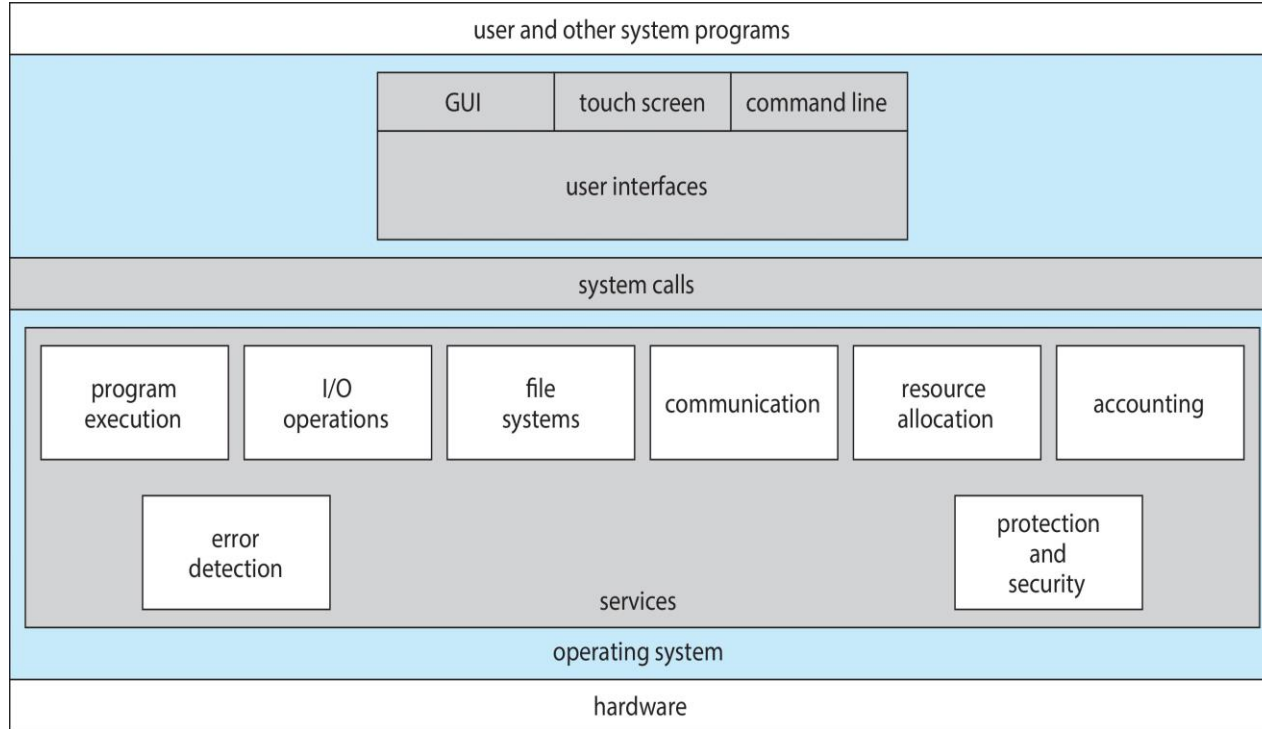 user and other system programs
GUI
touch screen
command line
user interfaces
system calls
program
execution
I/O
operations
file
systems
communication
resource
allocation
accounting
error
detection
protection
and
security
services
operating system
hardware